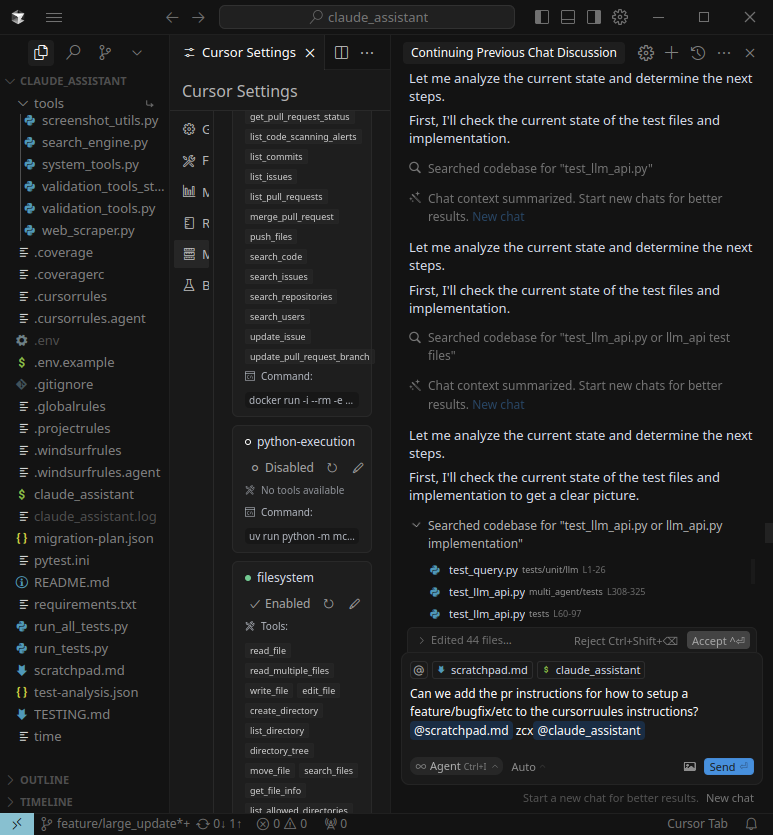 claude_assistant
Cursor Settings
Continuing Previous Chat Discussion
CLAUDE_ASSISTANT
tools
screenshot_utils.py
search_engine.py
system_tools.py
validation_tools_st...
validation_tools.py
web_scraper.py
.coverage
.coveragerc
.cursorrules
.cursorrules.agent
.env
.env.example
.gitignore
.globalrules
.projectrules
.windsurfrules
.windsurfrules.agent
claude_assistant
claude_assistant.log
migration-plan.json
pytest.ini
README.md
requirements.txt
run_all_tests.py
run_tests.py
scratchpad.md
test-analysis.json
TESTING.md
time
OUTLINE
TIMELINE
Cursor Settings
G
F
M
R
M
B
get_pull_request_status
list_code_scanning_alerts
list_commits
list_issues
list_pull_requests
merge_pull_request
push_files
search_code
search_issues
search_repositories
search_users
update_issue
update_pull_request_branch
Command:
docker run -i --rm -e ...
python-execution
Disabled
No tools available
Command:
uv run python -m mc...
filesystem
Enabled
Tools:
read_file
read_multiple_files
write_file edit_file
create_directory
list_directory
directory_tree
move_file search_files
get_file_info
list_allowed_directories
Let me analyze the current state and determine the next
steps.
First, I'll check the current state of the test files and
implementation.
Searched codebase for "test_llm_api.py"
Chat context summarized. Start new chats for better
results. New chat
Let me analyze the current state and determine the next
steps.
First, I'll check the current state of the test files and
implementation.
Searched codebase for "test_llm_api.py or llm_api test
files"
Chat context summarized. Start new chats for better
results. New chat
Let me analyze the current state and determine the next
steps.
First, I'll check the current state of the test files and
implementation to get a clear picture.
Searched codebase for "test_llm_api.py or llm_api.py
implementation"
test_query.py tests/unit/llm L1-26
test_llm_api.py multi_agent/tests L308-325
test_llm_api.py tests L60-97
Edited 44 files... Reject Ctrl+Shift+⌫ Accept ^⏎
@ scratchpad.md $ claude_assistant
Can we add the pr instructions for how to setup a
feature/bugfix/etc to the cursorruules instructions?
@scratchpad.md zcx @claude_assistant
∞ Agent Ctrl+I ^ Auto Send ⏎
Start a new chat for better results. New chat
feature/large_update*+ 0↓ 1↑ 0 0 0 Cursor Tab